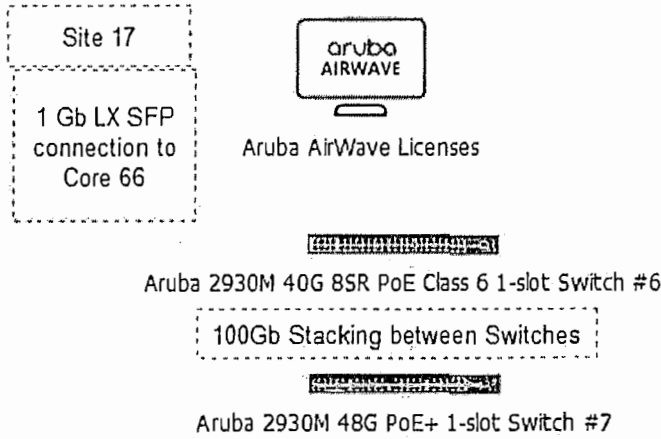 Site 17
1 Gb LX SFP
connection to
Core 66
aruba
AIRWAVE
Aruba AirWave Licenses
Aruba 2930M 40G 8SR PoE Class 6 1-slot Switch #6
100Gb Stacking between Switches
Aruba 2930M 48G PoE+ 1-slot Switch #7